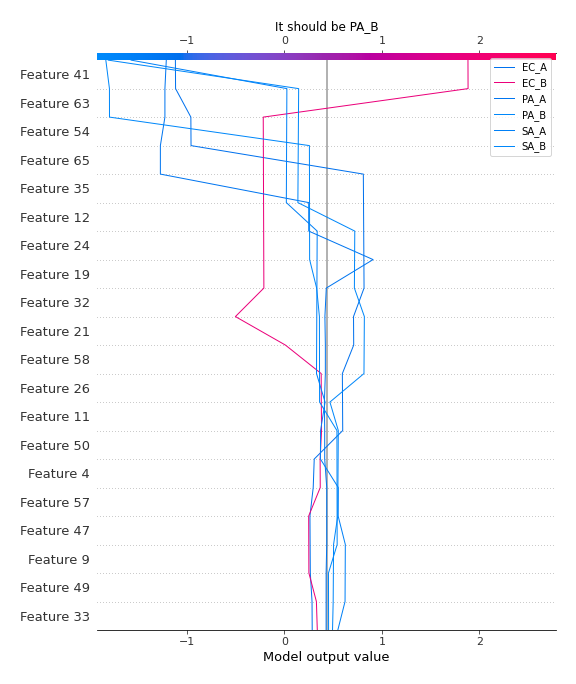 It should be PA_B
−1 0 1 2
EC_A
EC_B
PA_A
PA_B
SA_A
SA_B
Feature 41
Feature 63
Feature 54
Feature 65
Feature 35
Feature 12
Feature 24
Feature 19
Feature 32
Feature 21
Feature 58
Feature 26
Feature 11
Feature 50
Feature 4
Feature 57
Feature 47
Feature 9
Feature 49
Feature 33
−1 0 1 2
Model output value